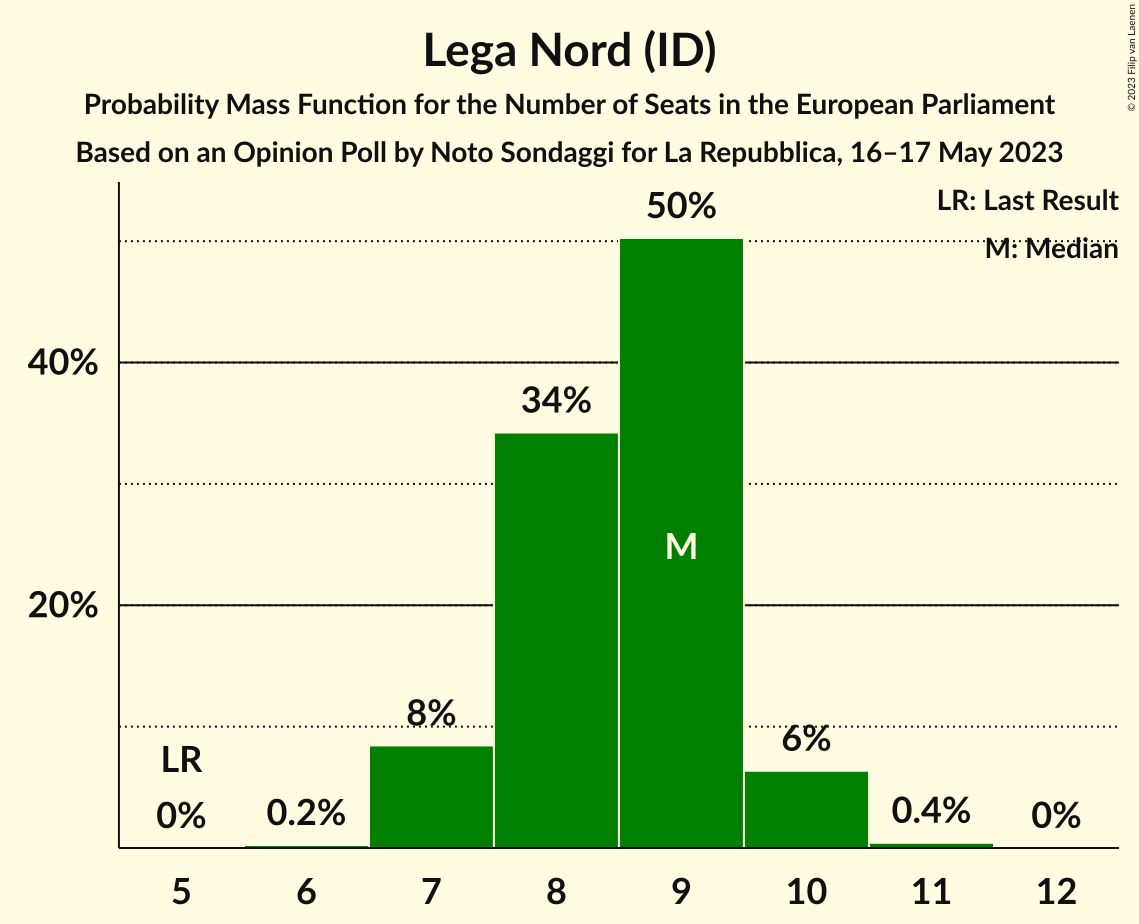 Lega Nord (ID)
Probability Mass Function for the Number of Seats in the European Parliament
Based on an Opinion Poll by Noto Sondaggi for La Repubblica, 16–17 May 2023
© 2023 Filip van Laenen
LR: Last Result
M: Median
50%
40%
34%
M
20%
8%
6%
LR
0%
0.2%
0.4%
0%
5 6 7 8 9 10 11 12